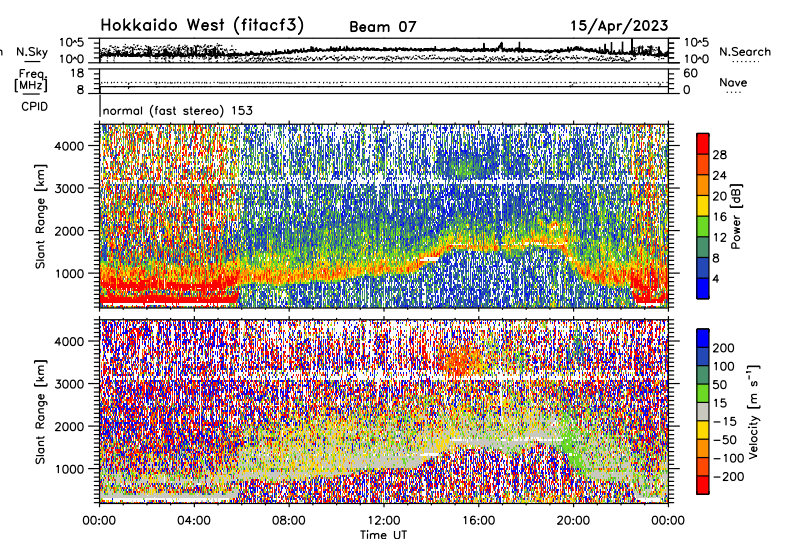 Hokkaido West (fitacf3) Beam 07 15/Apr/2023
N.Sky 10^5 10^0 10^5 10^0 N.Search
Freq. [MHz] 18 8 60 0 Nave
CPID normal (fast stereo) 153
Slant Range [km] 4000 3000 2000 1000
28 24 20 16 12 8 4 Power [dB]
Slant Range [km] 4000 3000 2000 1000
200 100 50 15 −15 −50 −100 −200 Velocity [m s⁻¹]
00:00 04:00 08:00 12:00 16:00 20:00 00:00
Time UT